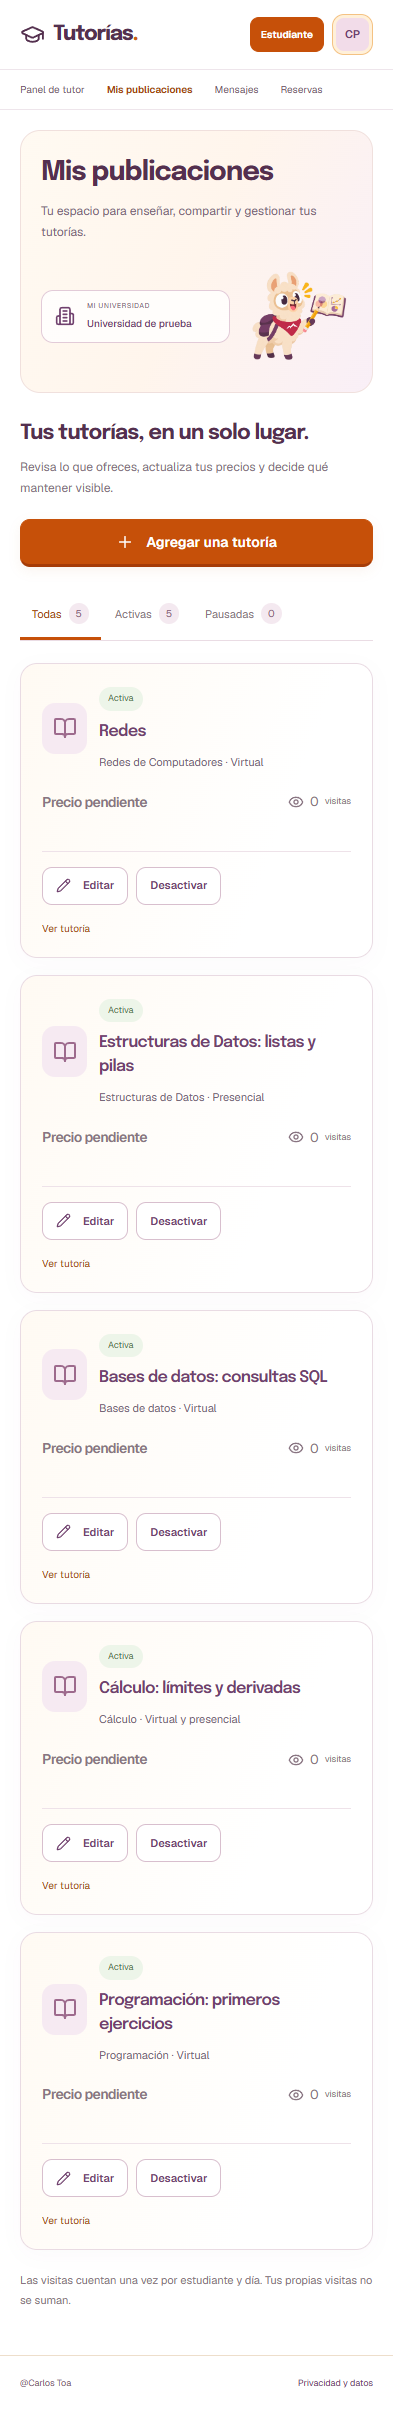 Tutorías.
Estudiante
CP
Panel de tutor
Mis publicaciones
Mensajes
Reservas
Mis publicaciones
Tu espacio para enseñar, compartir y gestionar tus
tutorías.
MI UNIVERSIDAD
Universidad de prueba
Tus tutorías, en un solo lugar.
Revisa lo que ofreces, actualiza tus precios y decide qué
mantener visible.
Agregar una tutoría
Todas 5
Activas 5
Pausadas 0
Activa
Redes
Redes de Computadores · Virtual
Precio pendiente
0 visitas
Editar
Desactivar
Ver tutoría
Activa
Estructuras de Datos: listas y
pilas
Estructuras de Datos · Presencial
Precio pendiente
0 visitas
Editar
Desactivar
Ver tutoría
Activa
Bases de datos: consultas SQL
Bases de datos · Virtual
Precio pendiente
0 visitas
Editar
Desactivar
Ver tutoría
Activa
Cálculo: límites y derivadas
Cálculo · Virtual y presencial
Precio pendiente
0 visitas
Editar
Desactivar
Ver tutoría
Activa
Programación: primeros
ejercicios
Programación · Virtual
Precio pendiente
0 visitas
Editar
Desactivar
Ver tutoría
Las visitas cuentan una vez por estudiante y día. Tus propias visitas no
se suman.
@Carlos Toa
Privacidad y datos